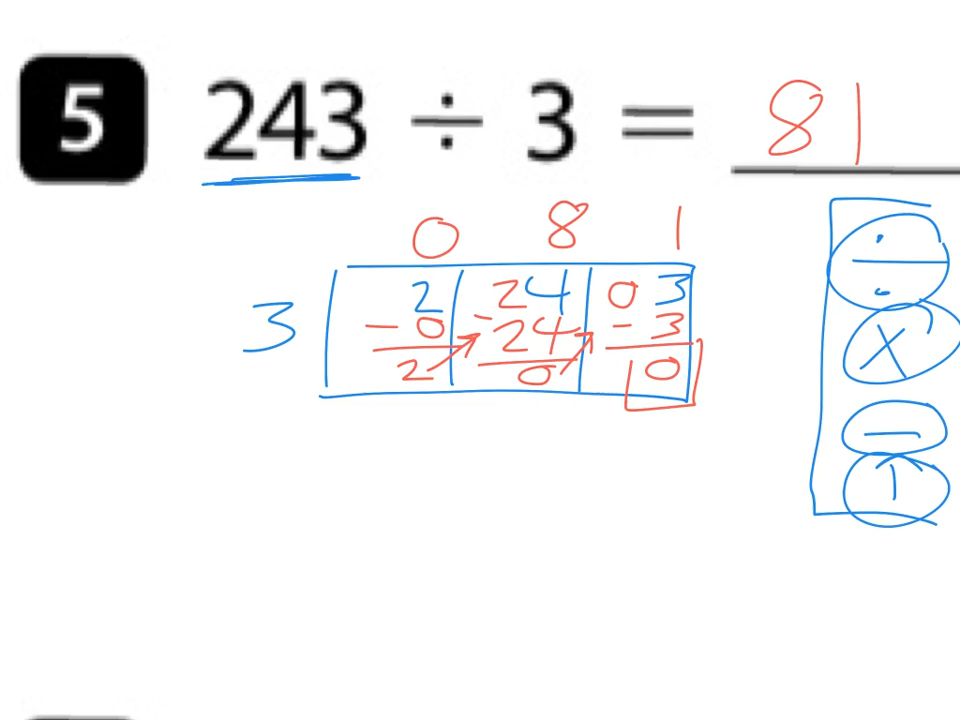 5 243 ÷ 3 = 81
0 8 1
3 2 24 03
- 0 - 24 - 3
2 0 0
÷
×
−
↑